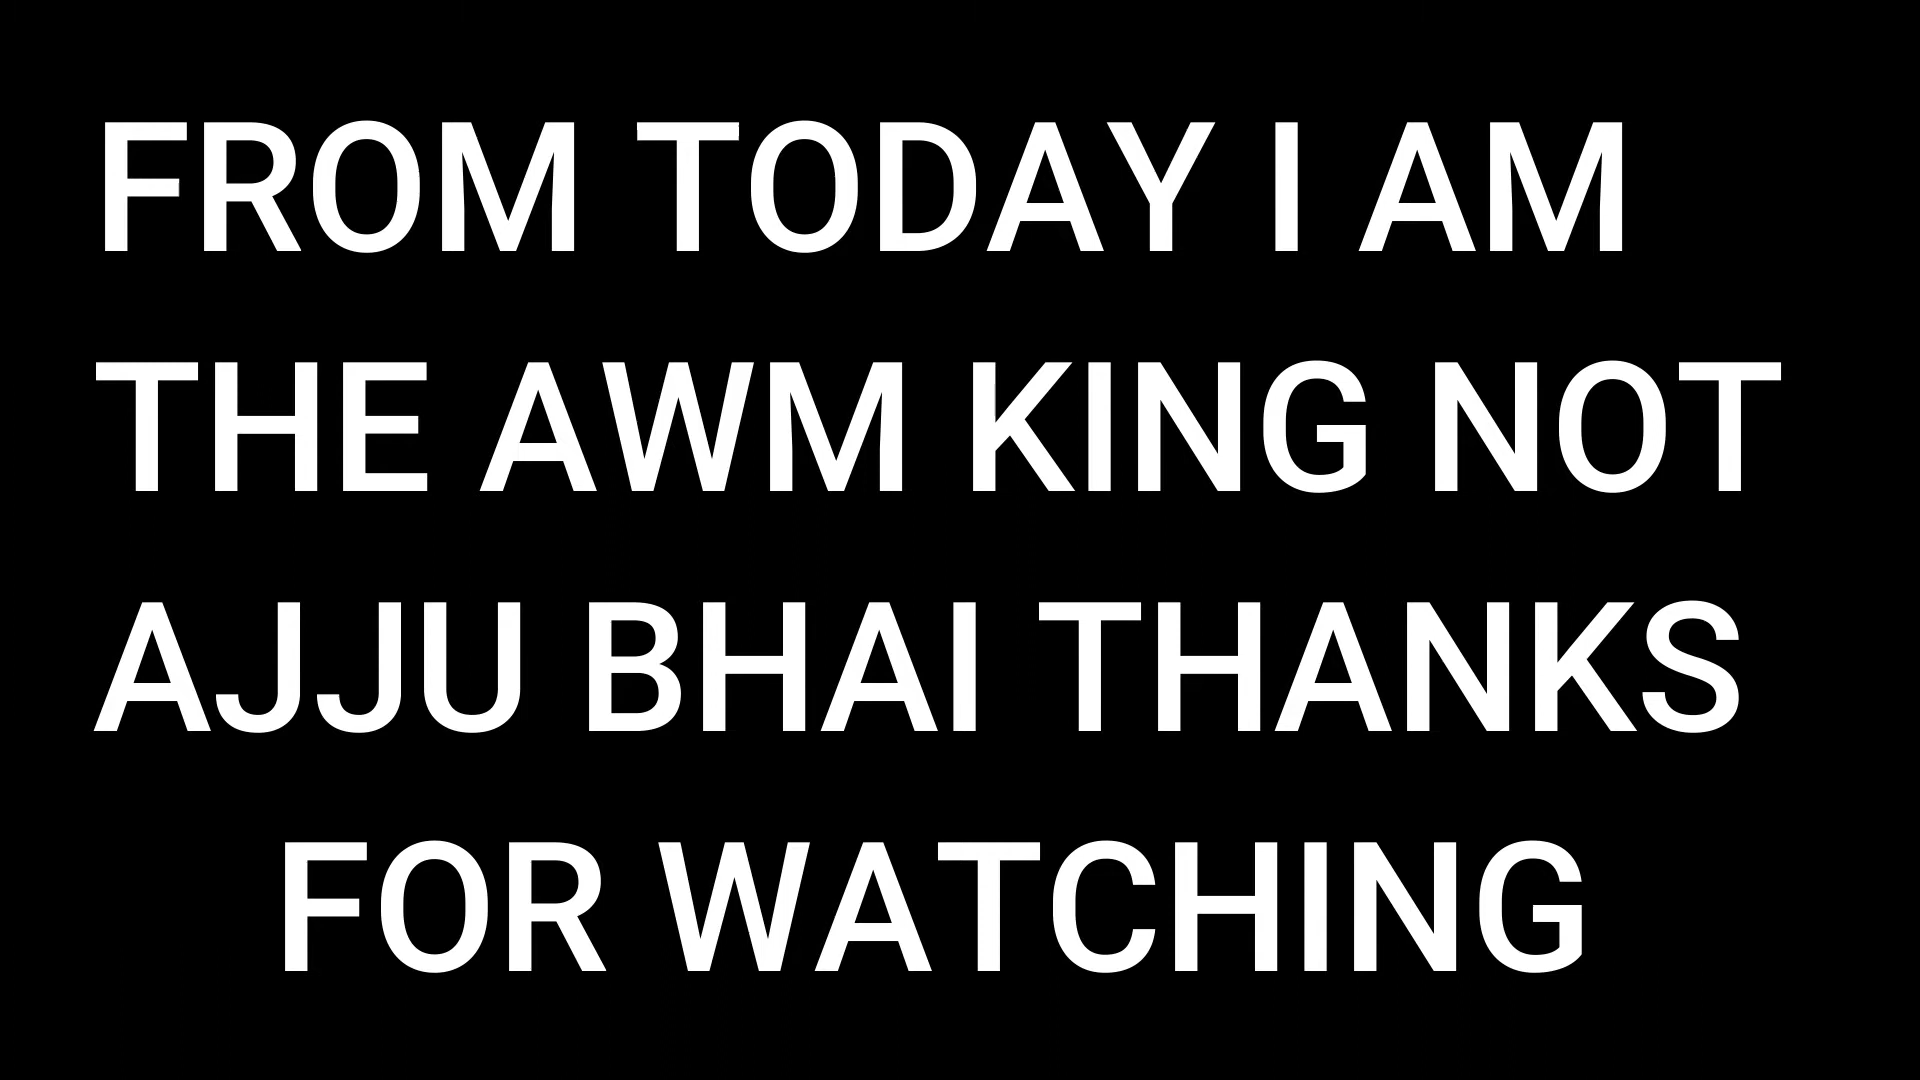 FROM TODAY I AM
THE AWM KING NOT
AJJU BHAI THANKS
FOR WATCHING